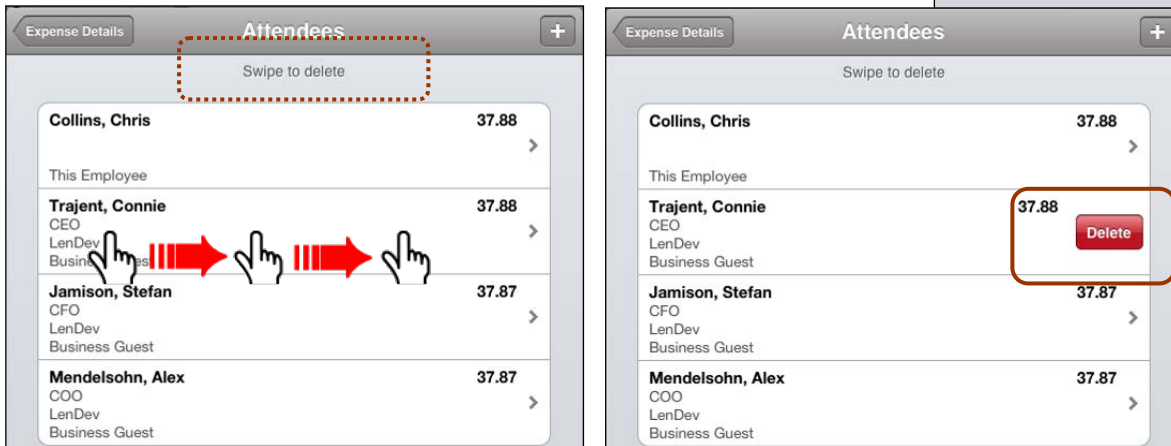 Expense Details
Attendees
+
Swipe to delete
Collins, Chris
37.88
This Employee
Trajent, Connie
37.88
CEO
LenDev
Business Guest
Jamison, Stefan
37.87
CFO
LenDev
Business Guest
Mendelsohn, Alex
37.87
COO
LenDev
Business Guest
Expense Details
Attendees
+
Swipe to delete
Collins, Chris
37.88
This Employee
Trajent, Connie
37.88
CEO
LenDev
Business Guest
Delete
Jamison, Stefan
37.87
CFO
LenDev
Business Guest
Mendelsohn, Alex
37.87
COO
LenDev
Business Guest